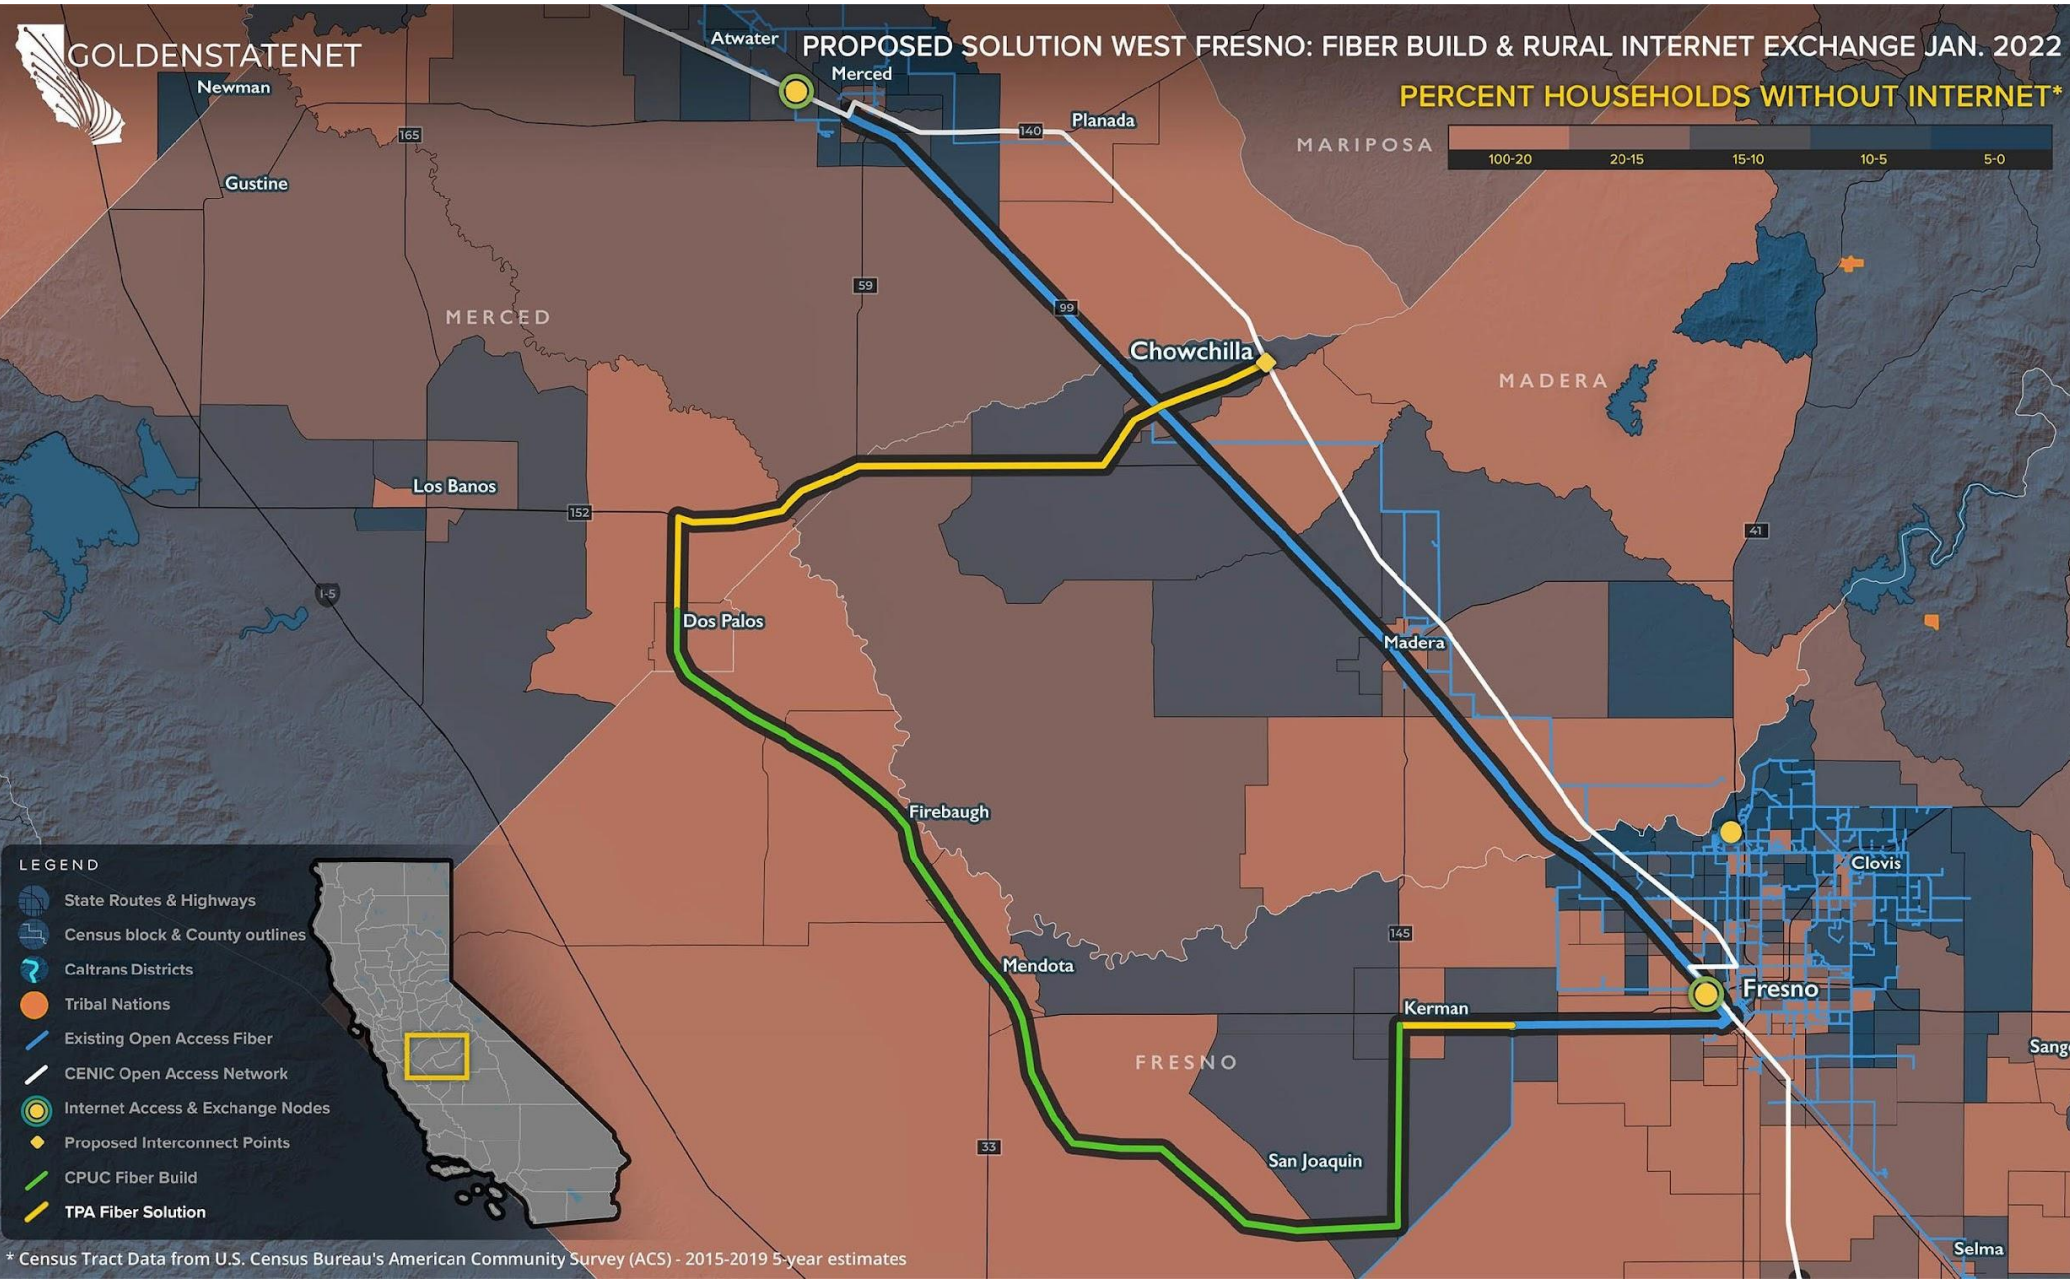 GOLDENSTATENET
PROPOSED SOLUTION WEST FRESNO: FIBER BUILD & RURAL INTERNET EXCHANGE JAN. 2022
PERCENT HOUSEHOLDS WITHOUT INTERNET*
100-20 20-15 15-10 10-5 5-0
Atwater
Merced
Newman
165
140
Planada
MARIPOSA
Gustine
59
99
MERCED
Chowchilla
MADERA
Los Banos
152
41
I-5
Dos Palos
Madera
Firebaugh
Clovis
145
Mendota
Fresno
Kerman
Sang
FRESNO
33
San Joaquin
Selma
LEGEND
State Routes & Highways
Census block & County outlines
Caltrans Districts
Tribal Nations
Existing Open Access Fiber
CENIC Open Access Network
Internet Access & Exchange Nodes
Proposed Interconnect Points
CPUC Fiber Build
TPA Fiber Solution
* Census Tract Data from U.S. Census Bureau's American Community Survey (ACS) - 2015-2019 5-year estimates